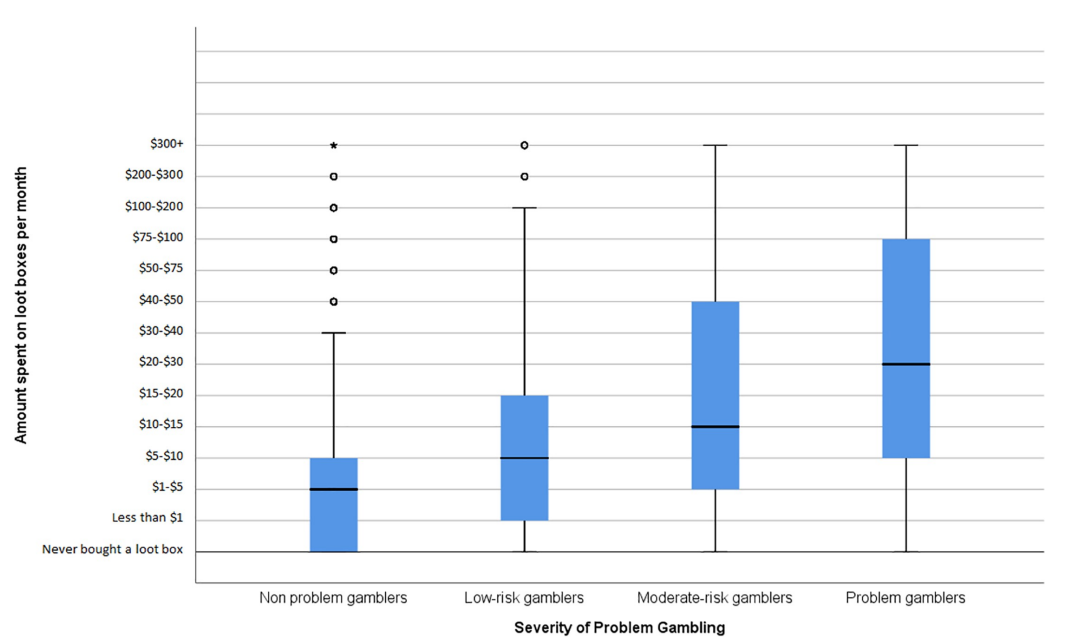 Amount spent on loot boxes per month
$300+
$200-$300
$100-$200
$75-$100
$50-$75
$40-$50
$30-$40
$20-$30
$15-$20
$10-$15
$5-$10
$1-$5
Less than $1
Never bought a loot box
Non problem gamblers
Low-risk gamblers
Moderate-risk gamblers
Problem gamblers
Severity of Problem Gambling